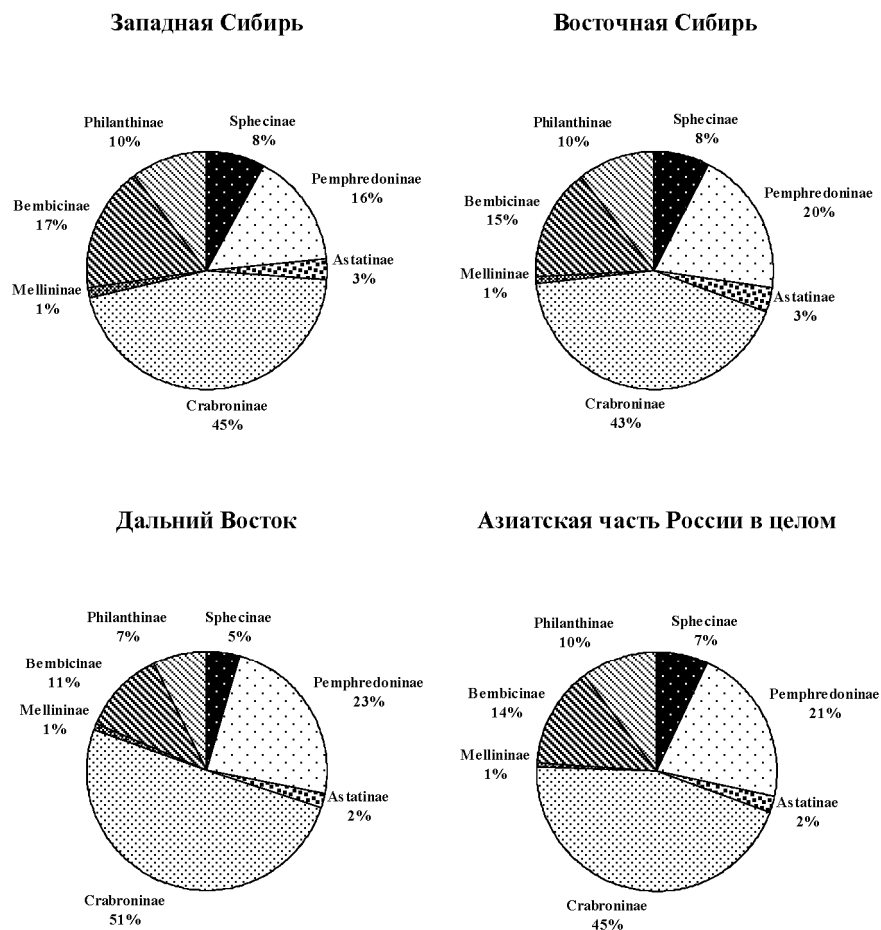 Западная Сибирь
Philanthinae
10%
Sphecinae
8%
Pemphredoninae
16%
Astatinae
3%
Crabroninae
45%
Mellininae
1%
Bembicinae
17%
Восточная Сибирь
Philanthinae
10%
Sphecinae
8%
Pemphredoninae
20%
Astatinae
3%
Crabroninae
43%
Mellininae
1%
Bembicinae
15%
Дальний Восток
Philanthinae
7%
Sphecinae
5%
Pemphredoninae
23%
Astatinae
2%
Crabroninae
51%
Mellininae
1%
Bembicinae
11%
Азиатская часть России в целом
Philanthinae
10%
Sphecinae
7%
Pemphredoninae
21%
Astatinae
2%
Crabroninae
45%
Mellininae
1%
Bembicinae
14%